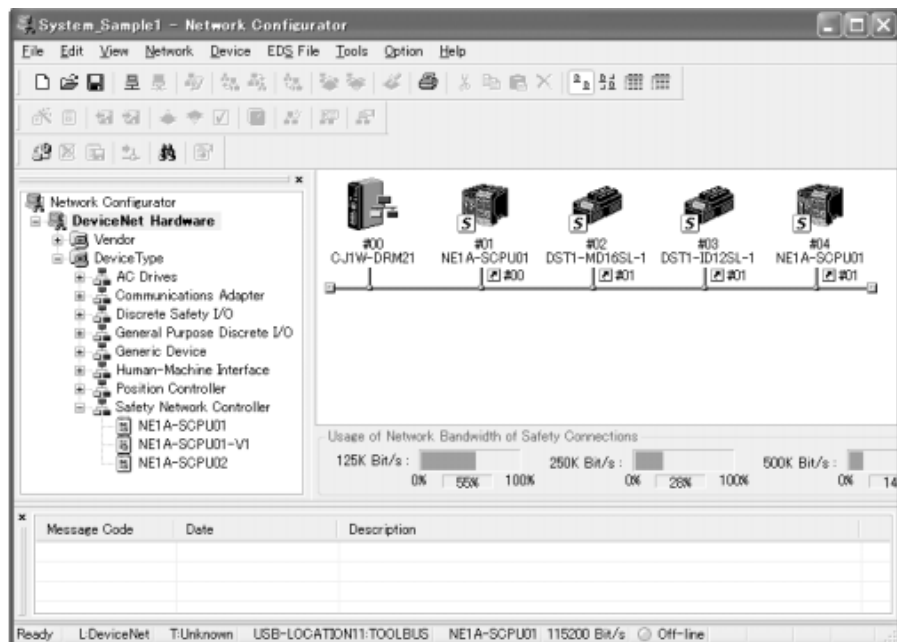 System_Sample1 - Network Configurator
File Edit View Network Device EDS File Tools Option Help
Network Configurator
DeviceNet Hardware
Vendor
DeviceType
AC Drives
Communications Adapter
Discrete Safety I/O
General Purpose Discrete I/O
Generic Device
Human-Machine Interface
Position Controller
Safety Network Controller
NE1A-SCPU01
NE1A-SCPU01-V1
NE1A-SCPU02
S S S S
#00 #01 #02 #03 #04
CJ1W-DRM21 NE1A-SCPU01 DST1-MD16SL-1 DST1-ID12SL-1 NE1A-SCPU01
#00 #01 #01 #01
Usage of Network Bandwidth of Safety Connections
125K Bit/s : 250K Bit/s : 500K Bit/s :
0% 55% 100% 0% 28% 100% 0% 14
Message Code Date Description
Ready L:DeviceNet T:Unknown USB-LOCATION11:TOOLBUS NE1A-SCPU01 115200 Bit/s Off-line